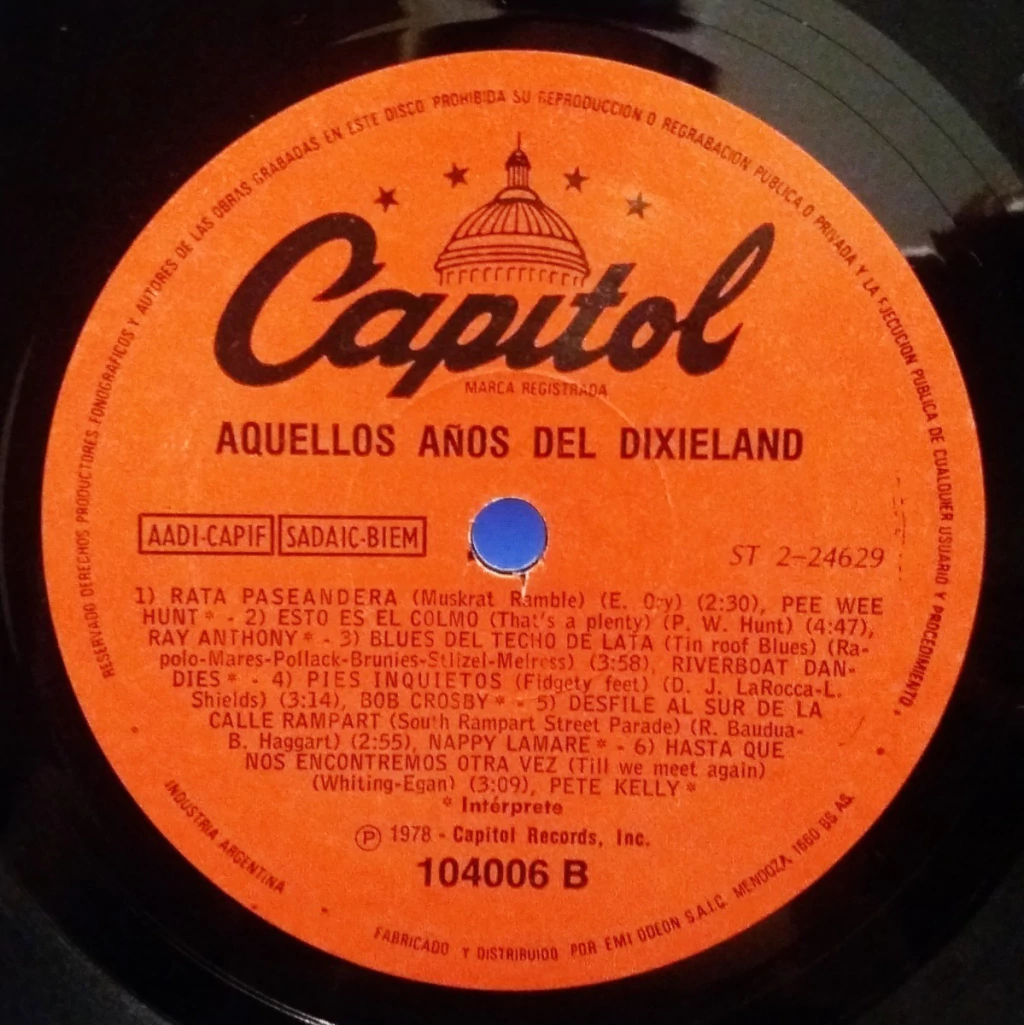 RESERVADO DERECHOS PRODUCTORES FONOGRAFICOS Y AUTORES DE LAS OBRAS GRABADAS EN ESTE DISCO PROHIBIDA SU REPRODUCCION O REGRABACION PUBLICA O PRIVADA Y LA EJECUCION PUBLICA DE CUALQUIER USUARIO Y PROCEDIMIENTO.
Capitol
MARCA REGISTRADA
AQUELLOS AÑOS DEL DIXIELAND
AADI-CAPIF SADAIC-BIEM
ST 2-24629
1) RATA PASEANDERA (Muskrat Ramble) (E. Ory) (2:30), PEE WEE
HUNT* - 2) ESTO ES EL COLMO (That's a plenty) (P. W. Hunt) (4:47),
RAY ANTHONY* - 3) BLUES DEL TECHO DE LATA (Tin roof Blues) (Ra-
polo-Mares-Pollack-Brunies-Stlizel-Melress) (3:58), RIVERBOAT DAN-
DIES* - 4) PIES INQUIETOS (Fidgety feet) (D. J. LaRocca-L.
Shields) (3:14), BOB CROSBY* - 5) DESFILE AL SUR DE LA
CALLE RAMPART (South Rampart Street Parade) (R. Baudua-
B. Haggart) (2:55), NAPPY LAMARE* - 6) HASTA QUE
NOS ENCONTREMOS OTRA VEZ (Till we meet again)
(Whiting-Egan) (3:09), PETE KELLY*
* Intérprete
Ⓟ 1978 - Capitol Records, Inc.
104006 B
INDUSTRIA ARGENTINA
FABRICADO Y DISTRIBUIDO POR EMI ODEON S.A.I.C. MENDOZA 1660 BS AS.